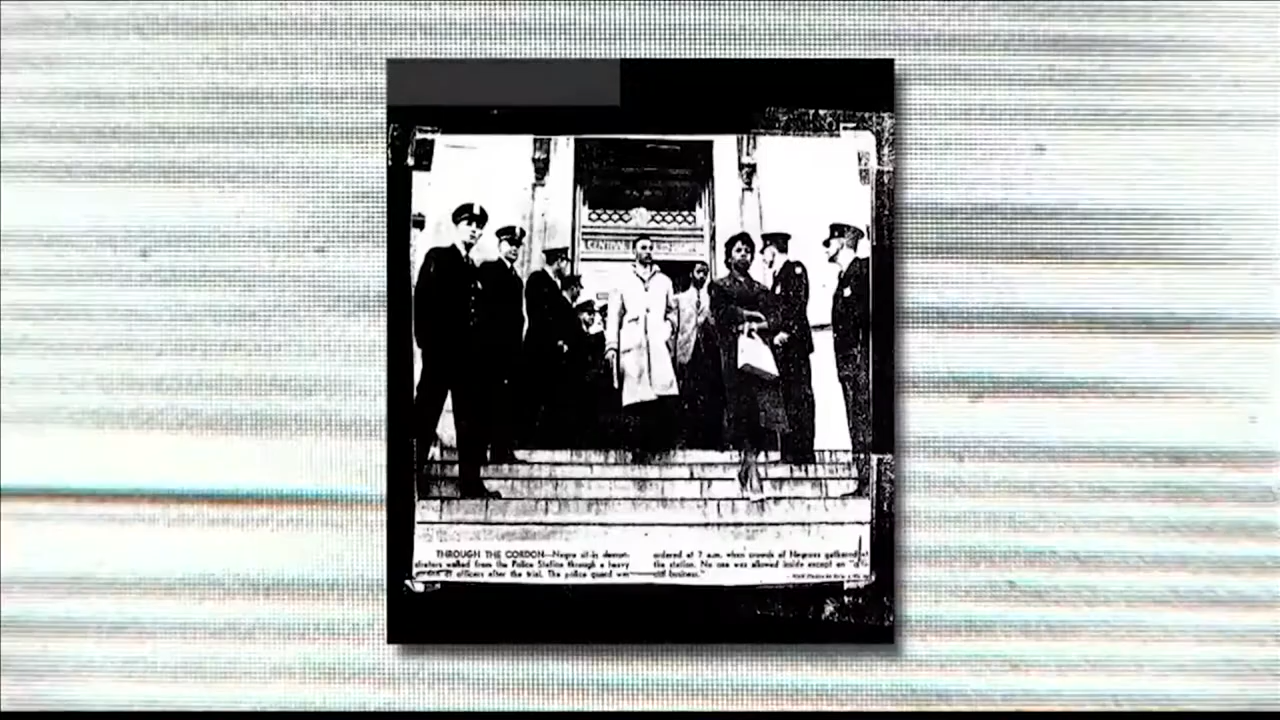 CENTRAL
THROUGH THE CORDON—Negro sit-in demon-
strators walked from the Police Station through a heavy
of officers after the trial. The police guard was
ordered at 7 a.m. when crowds of Negroes gathered at
the station. No one was allowed inside except on "of-
business."